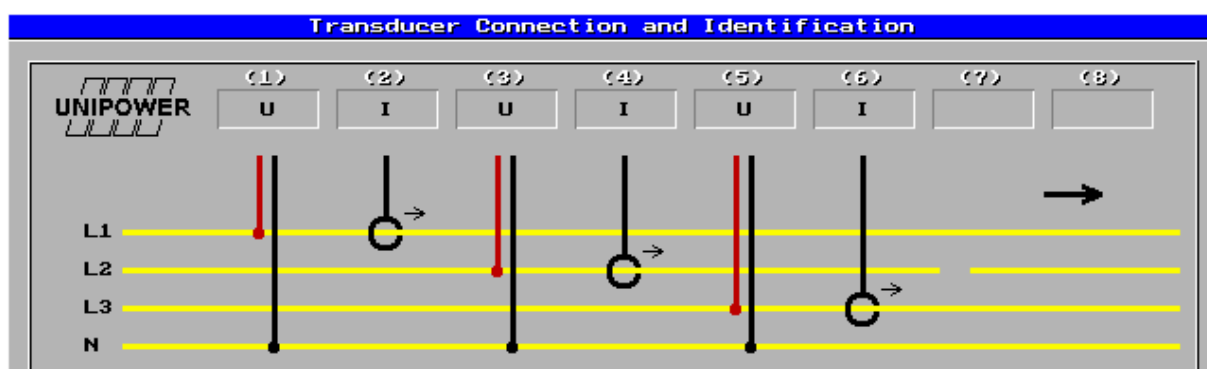 Transducer Connection and Identification
(1) (2) (3) (4) (5) (6) (7) (8)
UNIPOWER U I U I U I
L1
L2
L3
N